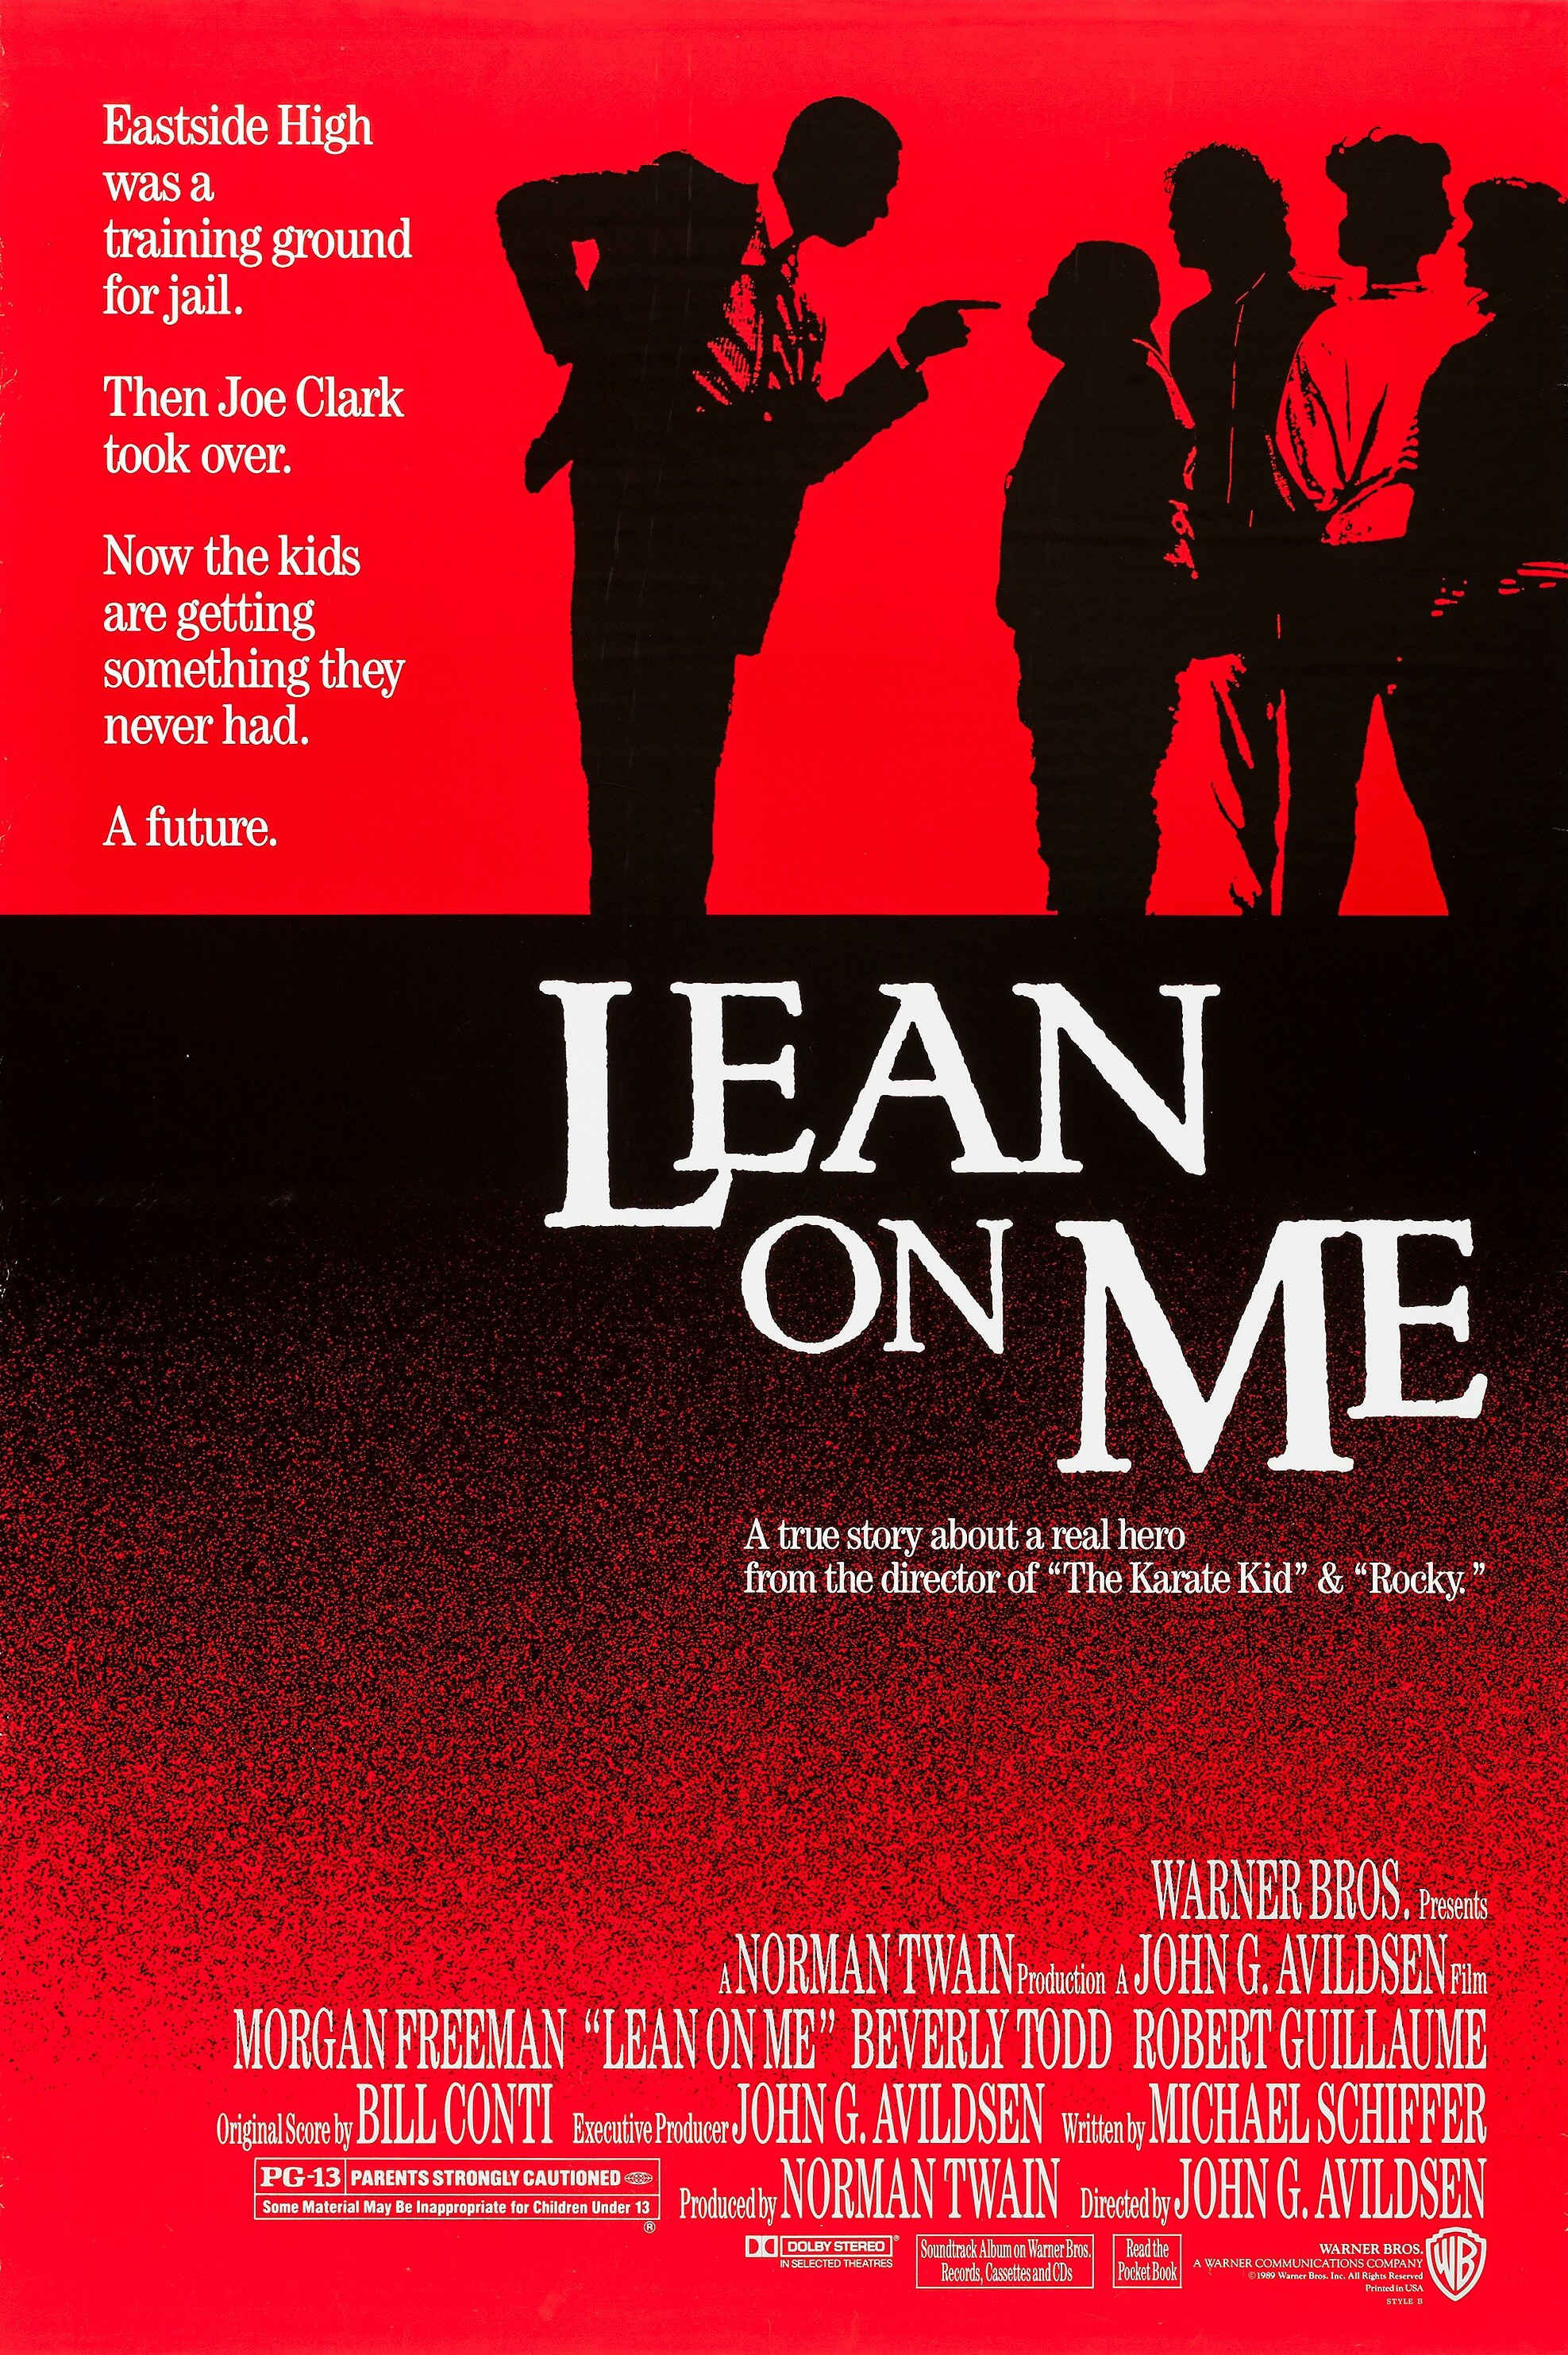 Eastside High
was a
training ground
for jail.
Then Joe Clark
took over.
Now the kids
are getting
something they
never had.
A future.
LEAN
ON ME
A true story about a real hero
from the director of “The Karate Kid” & “Rocky.”
WARNER BROS. Presents
A NORMAN TWAIN Production A JOHN G. AVILDSEN Film
MORGAN FREEMAN “LEAN ON ME” BEVERLY TODD ROBERT GUILLAUME
Original Score by BILL CONTI Executive Producer JOHN G. AVILDSEN Written by MICHAEL SCHIFFER
PG-13 PARENTS STRONGLY CAUTIONED
Some Material May Be Inappropriate for Children Under 13
®
Produced by NORMAN TWAIN Directed by JOHN G. AVILDSEN
DOLBY STEREO ®
IN SELECTED THEATRES
Soundtrack Album on Warner Bros.
Records, Cassettes and CDs
Read the
Pocket Book
WARNER BROS.
A WARNER COMMUNICATIONS COMPANY
©1989 Warner Bros. Inc. All Rights Reserved
Printed in USA
STYLE B
WB